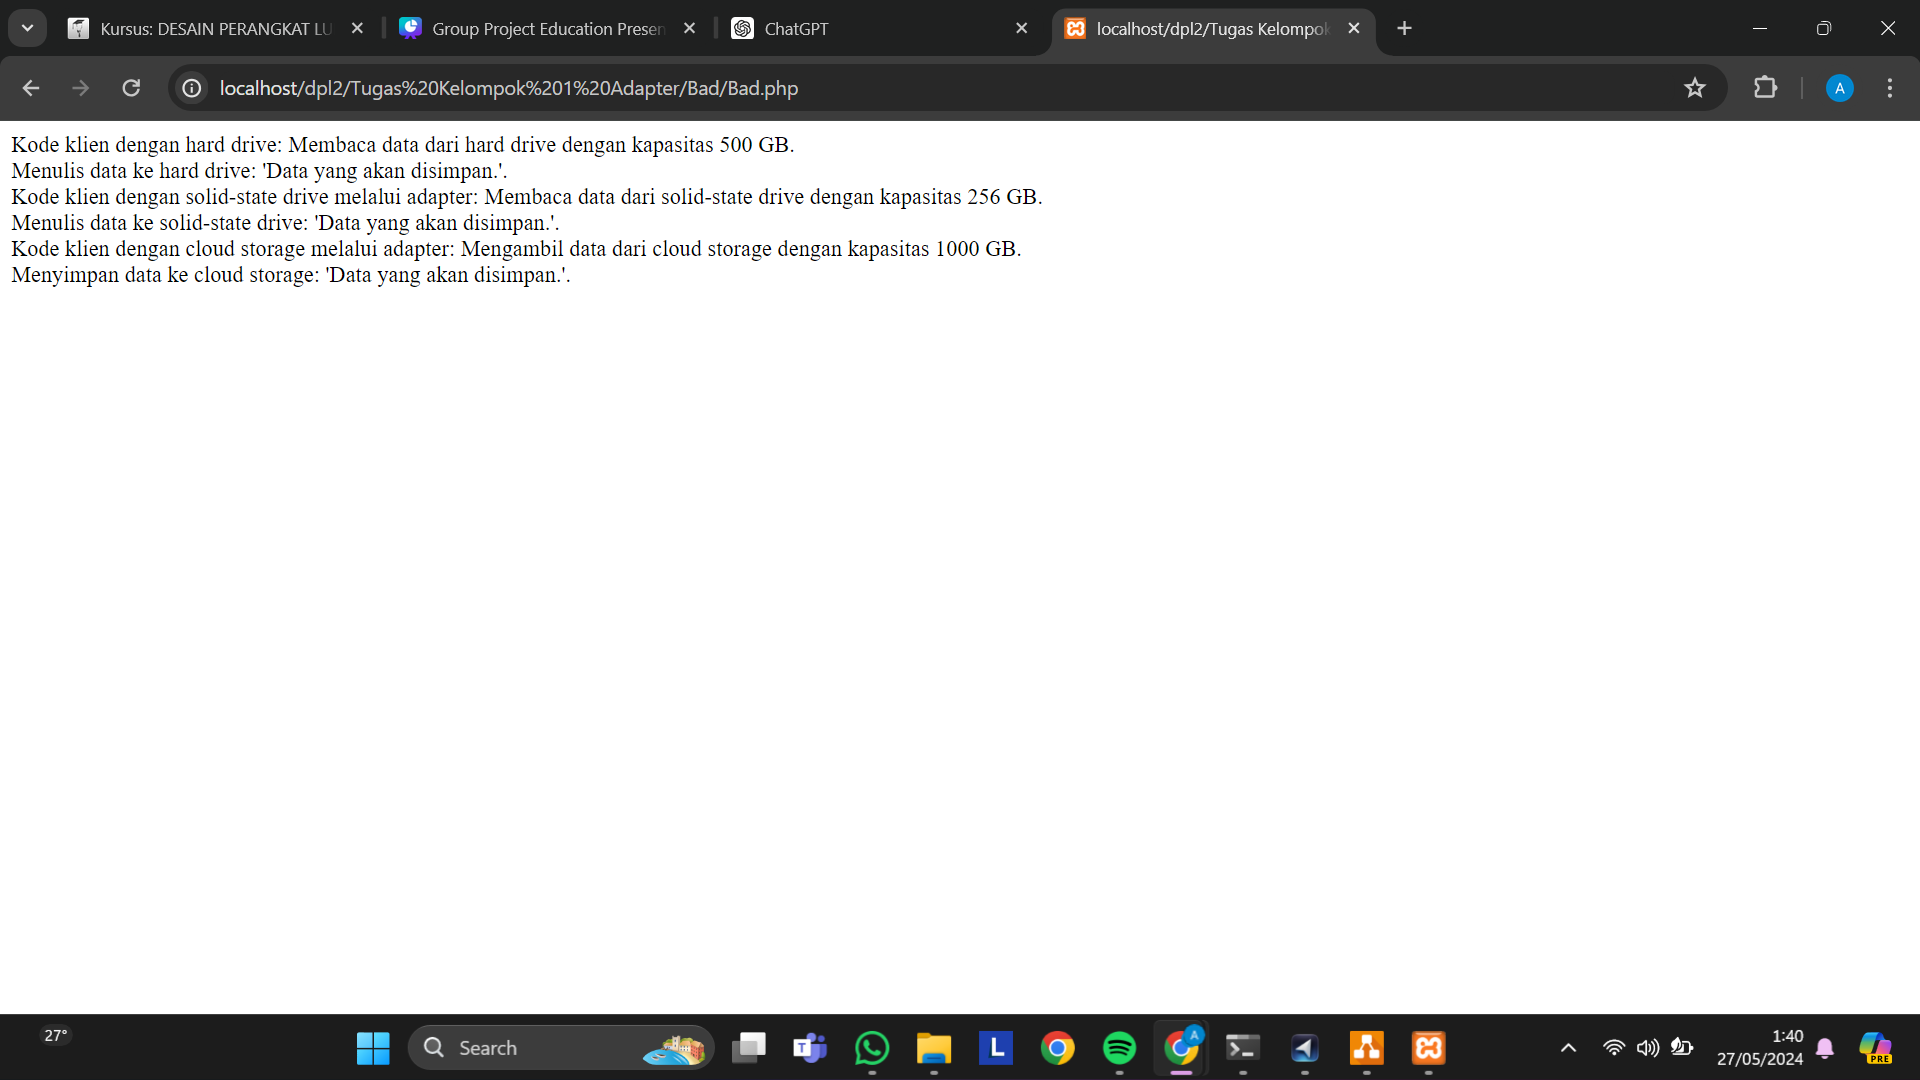 Kursus: DESAIN PERANGKAT LU
Group Project Education Presen
ChatGPT
localhost/dpl2/Tugas Kelompok
localhost/dpl2/Tugas%20Kelompok%201%20Adapter/Bad/Bad.php
A
Kode klien dengan hard drive: Membaca data dari hard drive dengan kapasitas 500 GB.
Menulis data ke hard drive: 'Data yang akan disimpan.'.
Kode klien dengan solid-state drive melalui adapter: Membaca data dari solid-state drive dengan kapasitas 256 GB.
Menulis data ke solid-state drive: 'Data yang akan disimpan.'.
Kode klien dengan cloud storage melalui adapter: Mengambil data dari cloud storage dengan kapasitas 1000 GB.
Menyimpan data ke cloud storage: 'Data yang akan disimpan.'.
27°
Search
T
L
A
1:40
27/05/2024
PRE